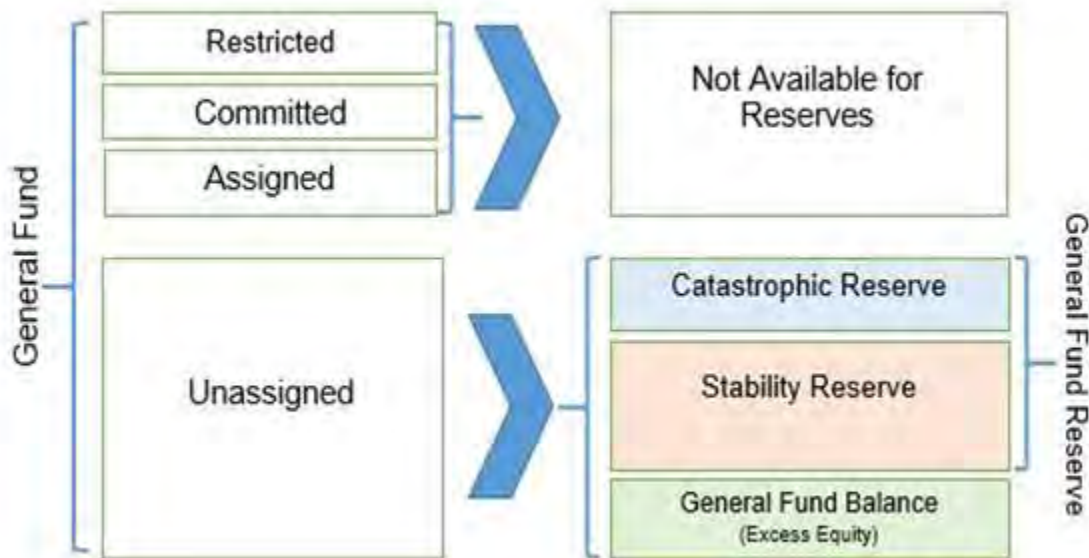 General Fund
Restricted
Committed
Assigned
Not Available for
Reserves
Unassigned
Catastrophic Reserve
Stability Reserve
General Fund Balance
(Excess Equity)
General Fund Reserve